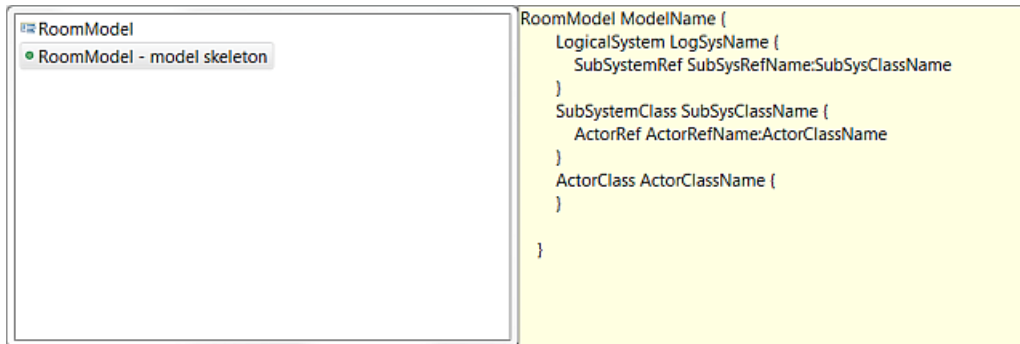 RoomModel
RoomModel - model skeleton
RoomModel ModelName {
LogicalSystem LogSysName {
SubSystemRef SubSysRefName:SubSysClassName
}
SubSystemClass SubSysClassName {
ActorRef ActorRefName:ActorClassName
}
ActorClass ActorClassName {
}
}